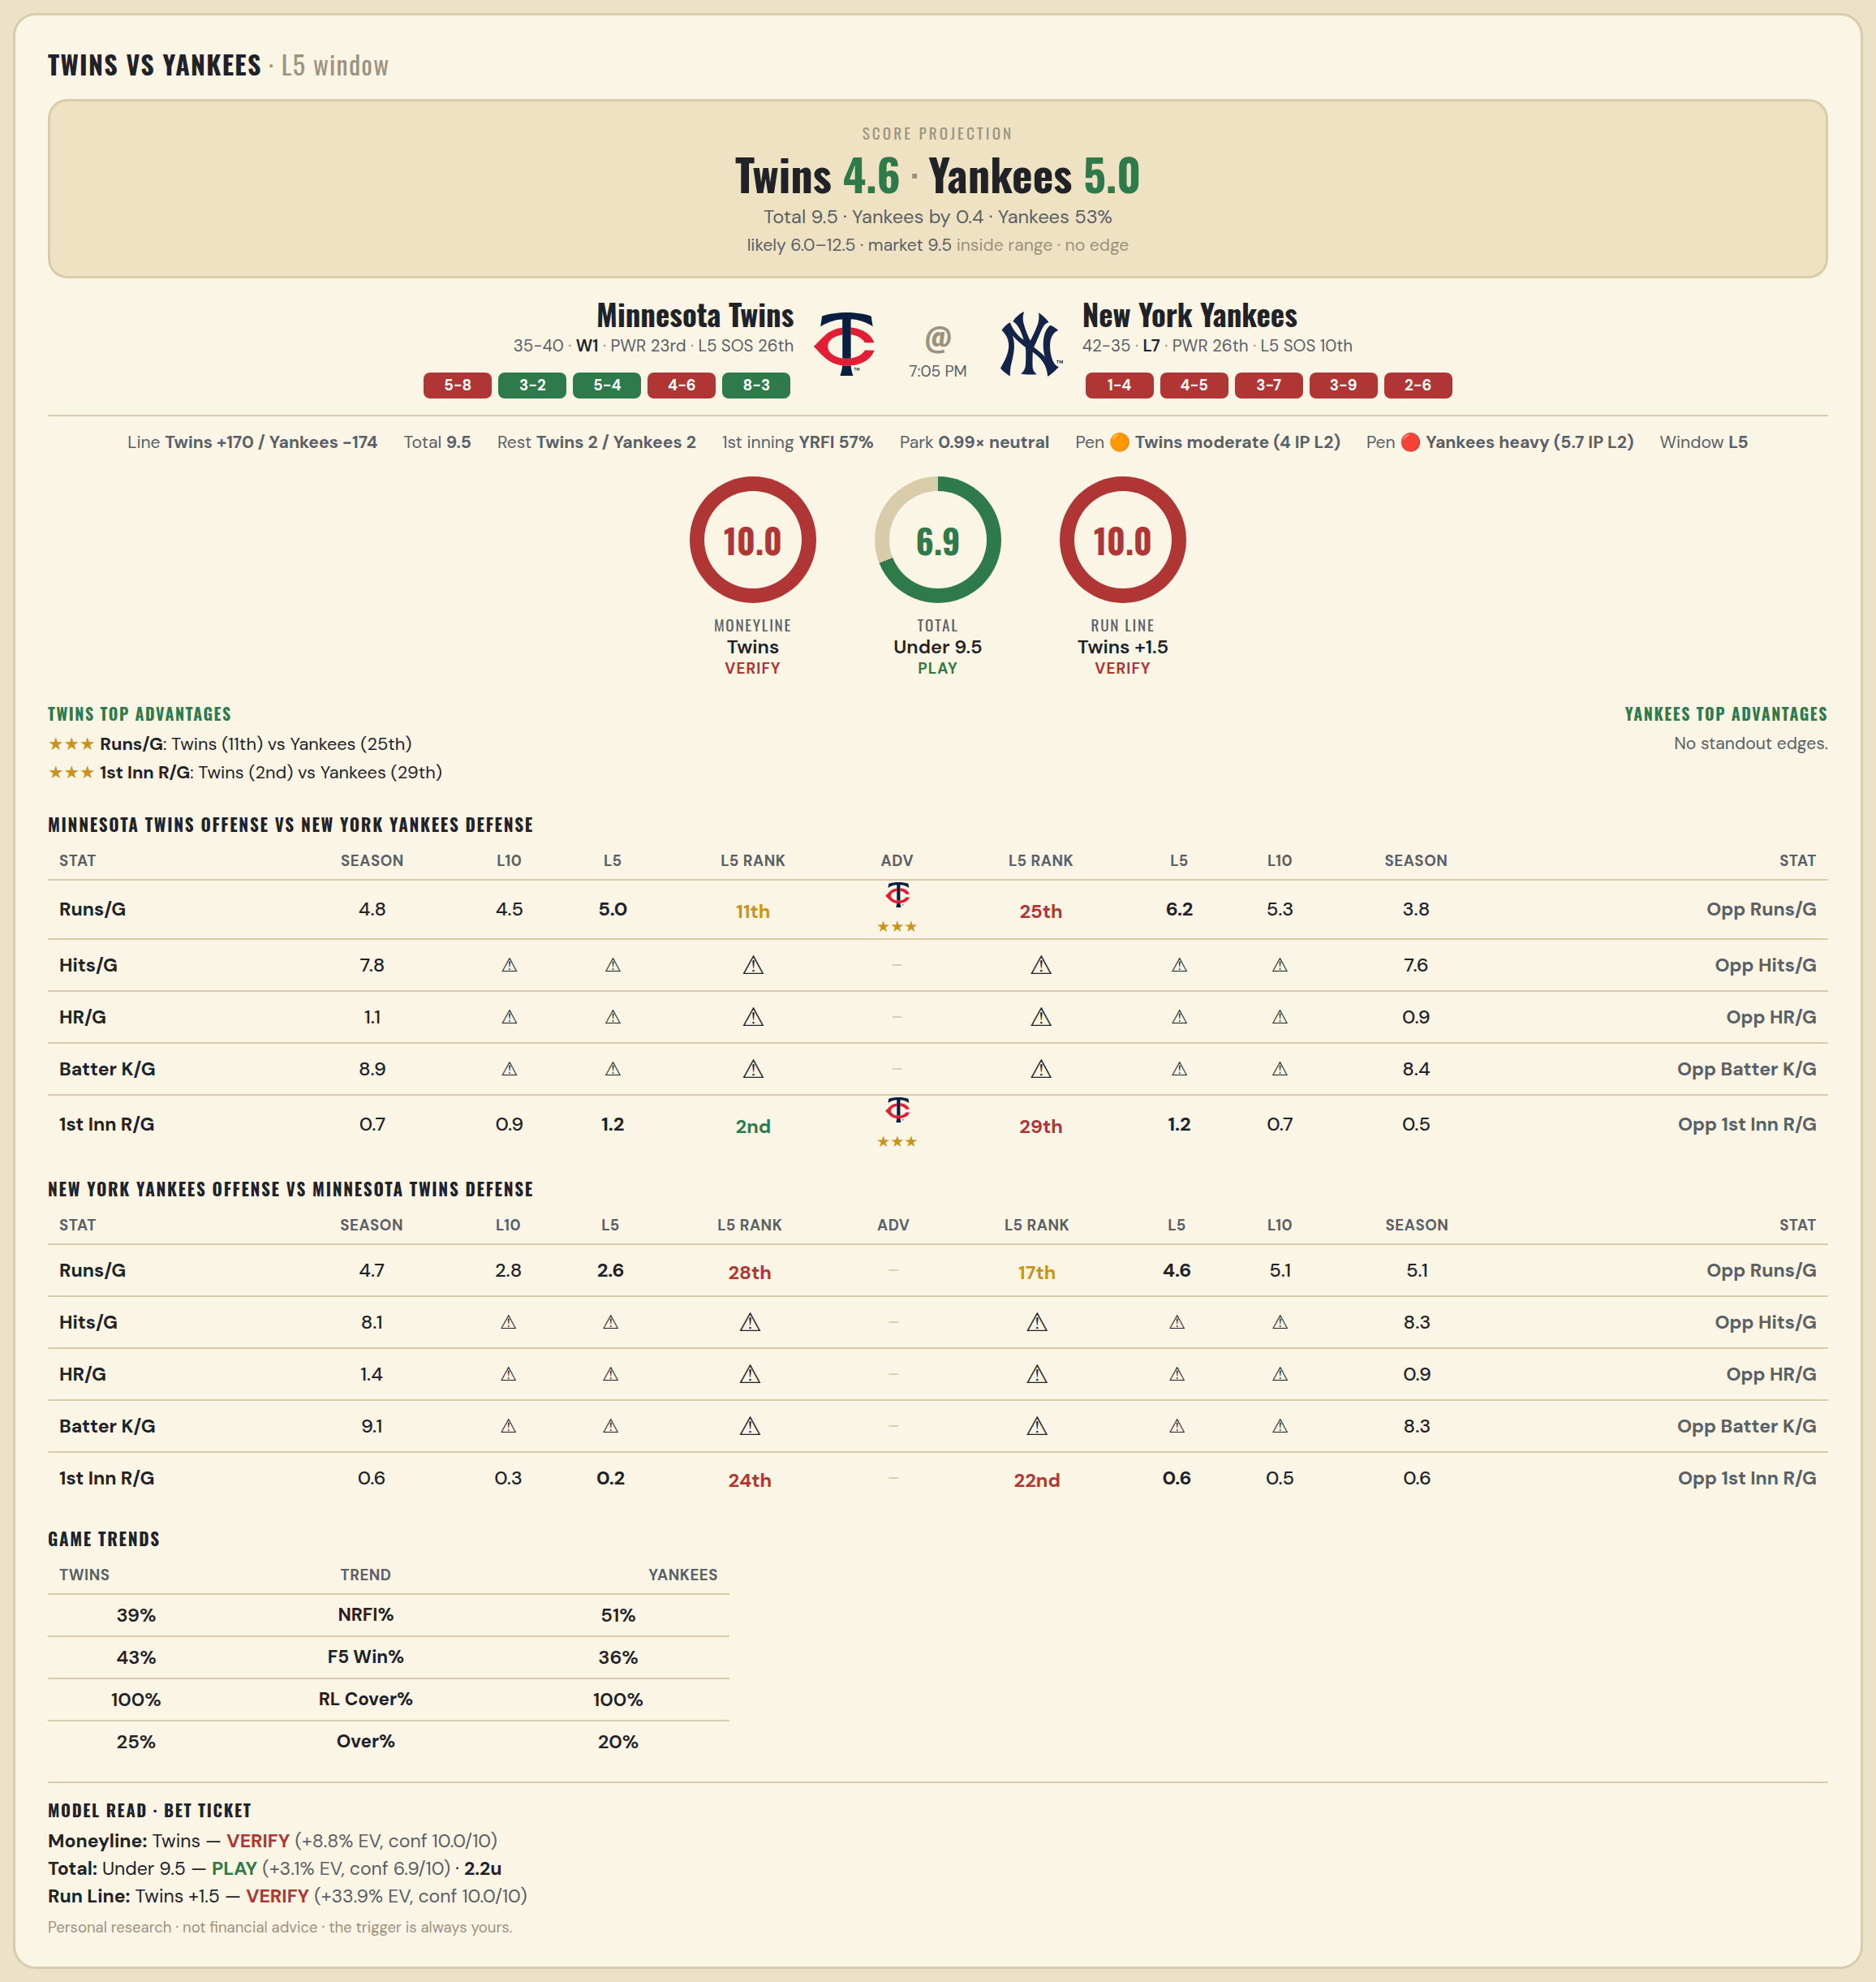 TWINS VS YANKEES · L5 window
SCORE PROJECTION
Twins 4.6 · Yankees 5.0
Total 9.5 · Yankees by 0.4 · Yankees 53%
likely 6.0–12.5 · market 9.5 inside range · no edge
Minnesota Twins
35-40 · W1 · PWR 23rd · L5 SOS 26th
5-8 3-2 5-4 4-6 8-3
@
7:05 PM
New York Yankees
42-35 · L7 · PWR 26th · L5 SOS 10th
1-4 4-5 3-7 3-9 2-6
Line Twins +170 / Yankees -174 Total 9.5 Rest Twins 2 / Yankees 2 1st inning YRFI 57% Park 0.99× neutral Pen 🟠 Twins moderate (4 IP L2) Pen 🔴 Yankees heavy (5.7 IP L2) Window L5
10.0 6.9 10.0
MONEYLINE TOTAL RUN LINE
Twins Under 9.5 Twins +1.5
VERIFY PLAY VERIFY
TWINS TOP ADVANTAGES
★★★ Runs/G: Twins (11th) vs Yankees (25th)
★★★ 1st Inn R/G: Twins (2nd) vs Yankees (29th)
YANKEES TOP ADVANTAGES
No standout edges.
MINNESOTA TWINS OFFENSE VS NEW YORK YANKEES DEFENSE
STAT SEASON L10 L5 L5 RANK ADV L5 RANK L5 L10 SEASON STAT
Runs/G 4.8 4.5 5.0 11th ★★★ 25th 6.2 5.3 3.8 Opp Runs/G
Hits/G 7.8 ⚠ ⚠ ⚠ – ⚠ ⚠ ⚠ 7.6 Opp Hits/G
HR/G 1.1 ⚠ ⚠ ⚠ – ⚠ ⚠ ⚠ 0.9 Opp HR/G
Batter K/G 8.9 ⚠ ⚠ ⚠ – ⚠ ⚠ ⚠ 8.4 Opp Batter K/G
1st Inn R/G 0.7 0.9 1.2 2nd ★★★ 29th 1.2 0.7 0.5 Opp 1st Inn R/G
NEW YORK YANKEES OFFENSE VS MINNESOTA TWINS DEFENSE
STAT SEASON L10 L5 L5 RANK ADV L5 RANK L5 L10 SEASON STAT
Runs/G 4.7 2.8 2.6 28th – 17th 4.6 5.1 5.1 Opp Runs/G
Hits/G 8.1 ⚠ ⚠ ⚠ – ⚠ ⚠ ⚠ 8.3 Opp Hits/G
HR/G 1.4 ⚠ ⚠ ⚠ – ⚠ ⚠ ⚠ 0.9 Opp HR/G
Batter K/G 9.1 ⚠ ⚠ ⚠ – ⚠ ⚠ ⚠ 8.3 Opp Batter K/G
1st Inn R/G 0.6 0.3 0.2 24th – 22nd 0.6 0.5 0.6 Opp 1st Inn R/G
GAME TRENDS
TWINS TREND YANKEES
39% NRFI% 51%
43% F5 Win% 36%
100% RL Cover% 100%
25% Over% 20%
MODEL READ · BET TICKET
Moneyline: Twins — VERIFY (+8.8% EV, conf 10.0/10)
Total: Under 9.5 — PLAY (+3.1% EV, conf 6.9/10) · 2.2u
Run Line: Twins +1.5 — VERIFY (+33.9% EV, conf 10.0/10)
Personal research · not financial advice · the trigger is always yours.